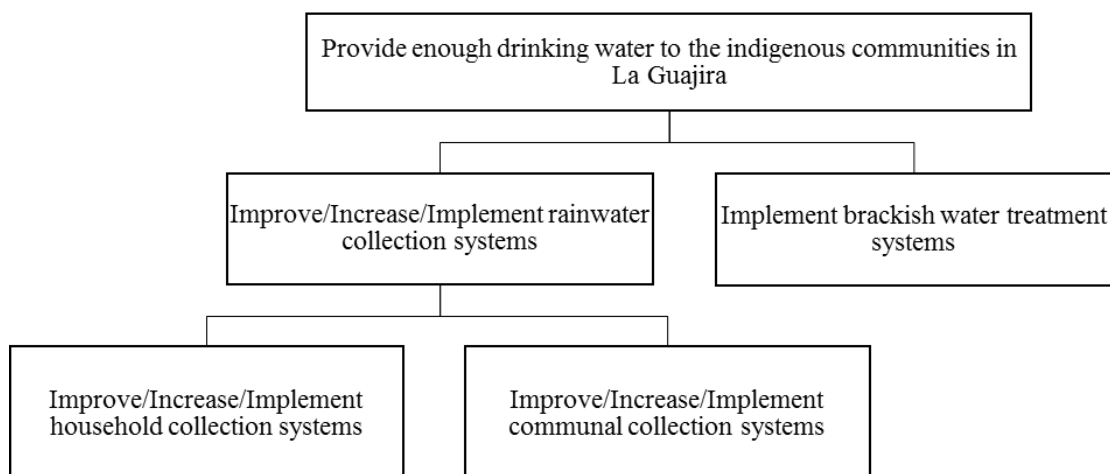 Provide enough drinking water to the indigenous communities in
La Guajira
Improve/Increase/Implement rainwater
collection systems
Implement brackish water treatment
systems
Improve/Increase/Implement
household collection systems
Improve/Increase/Implement
communal collection systems